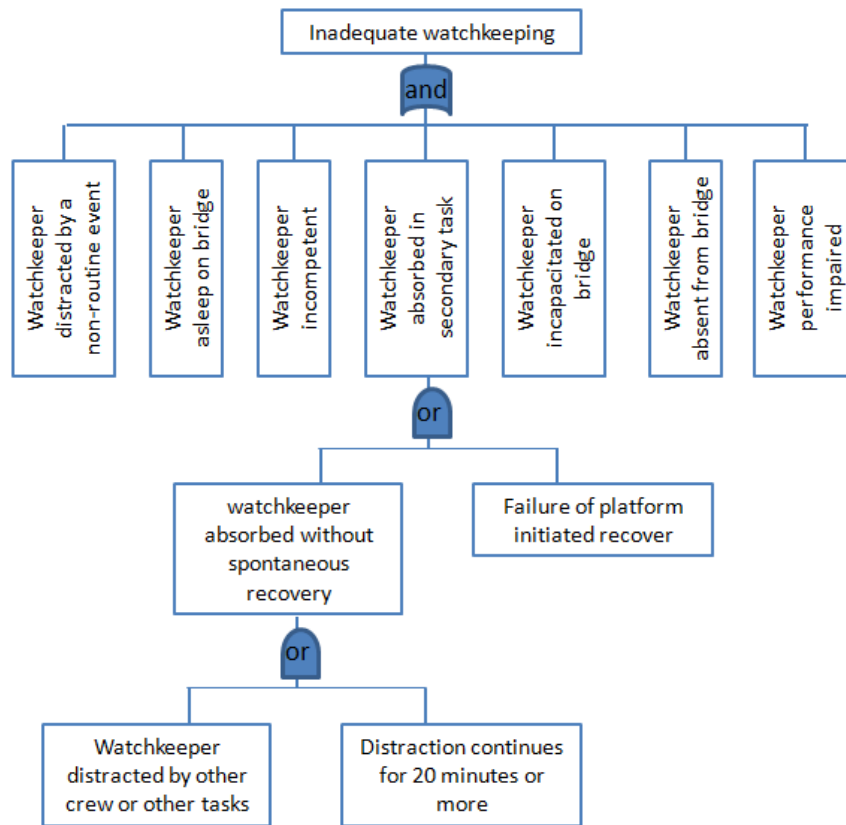 Inadequate watchkeeping
and
Watchkeeper
distracted by a
non-routine event
Watchkeeper
asleep on bridge
Watchkeeper
incompetent
Watchkeeper
absorbed in
secondary task
Watchkeeper
incapacitated on
bridge
Watchkeeper
absent from bridge
Watchkeeper
performance
impaired
or
watchkeeper
absorbed without
spontaneous
recovery
Failure of platform
initiated recover
or
Watchkeeper
distracted by other
crew or other tasks
Distraction continues
for 20 minutes or
more